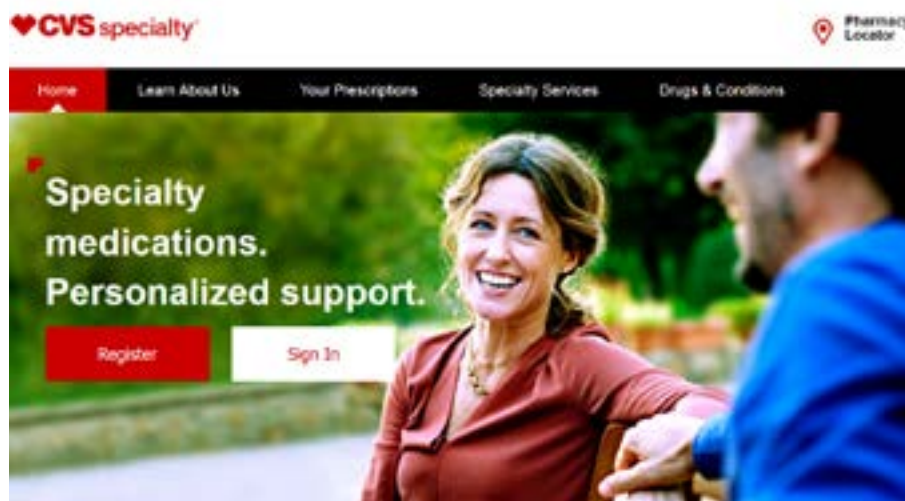 CVS specialty
Pharmacy
Locator
Home Learn About Us Your Prescriptions Specialty Services Drugs & Conditions
Specialty
medications.
Personalized support.
Register Sign In